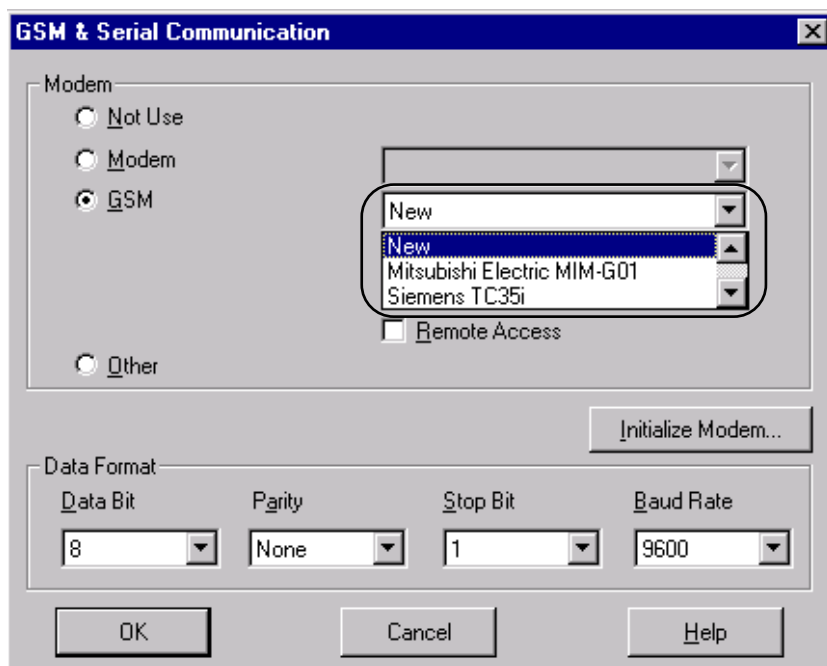 GSM & Serial Communication
Modem
Not Use
Modem
GSM
New
New
Mitsubishi Electric MIM-G01
Siemens TC35i
Remote Access
Other
Initialize Modem...
Data Format
Data Bit Parity Stop Bit Baud Rate
8 None 1 9600
OK Cancel Help